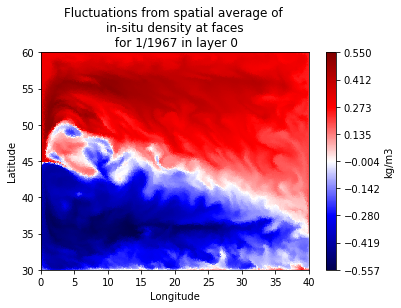 Fluctuations from spatial average of
in-situ density at faces
for 1/1967 in layer 0
60
55
50
45
40
35
30
Latitude
0 5 10 15 20 25 30 35 40
Longitude
0.550
0.412
0.273
0.135
−0.004
−0.142
−0.280
−0.419
−0.557
kg/m3